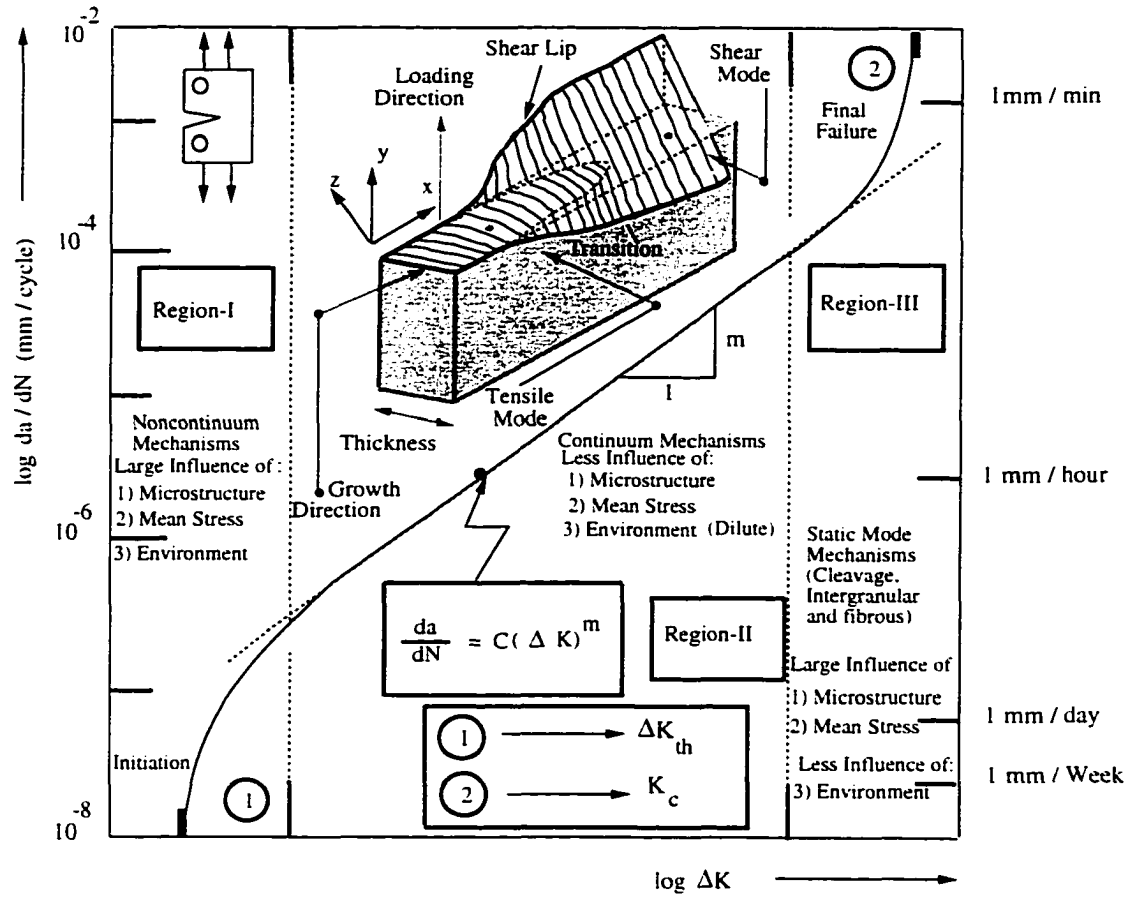 log da / dN (mm / cycle)
10-2
10-4
10-6
10-8
Region-I
Noncontinuum
Mechanisms
Large Influence of :
1) Microstructure
2) Mean Stress
3) Environment
Initiation
1
Shear Lip
Loading
Direction
Shear
Mode
y
z
x
Transition
Tensile
Mode
Thickness
Growth
Direction
m
1
Continuum Mechanisms
Less Influence of:
1) Microstructure
2) Mean Stress
3) Environment (Dilute)
da
dN
= C( Δ K)m
Region-II
1 ΔKth
2 Kc
2
Final
Failure
Region-III
Static Mode
Mechanisms
(Cleavage,
Intergranular
and fibrous)
Large Influence of
1) Microstructure
2) Mean Stress
Less Influence of:
3) Environment
1mm / min
1 mm / hour
1 mm / day
1 mm / Week
log ΔK